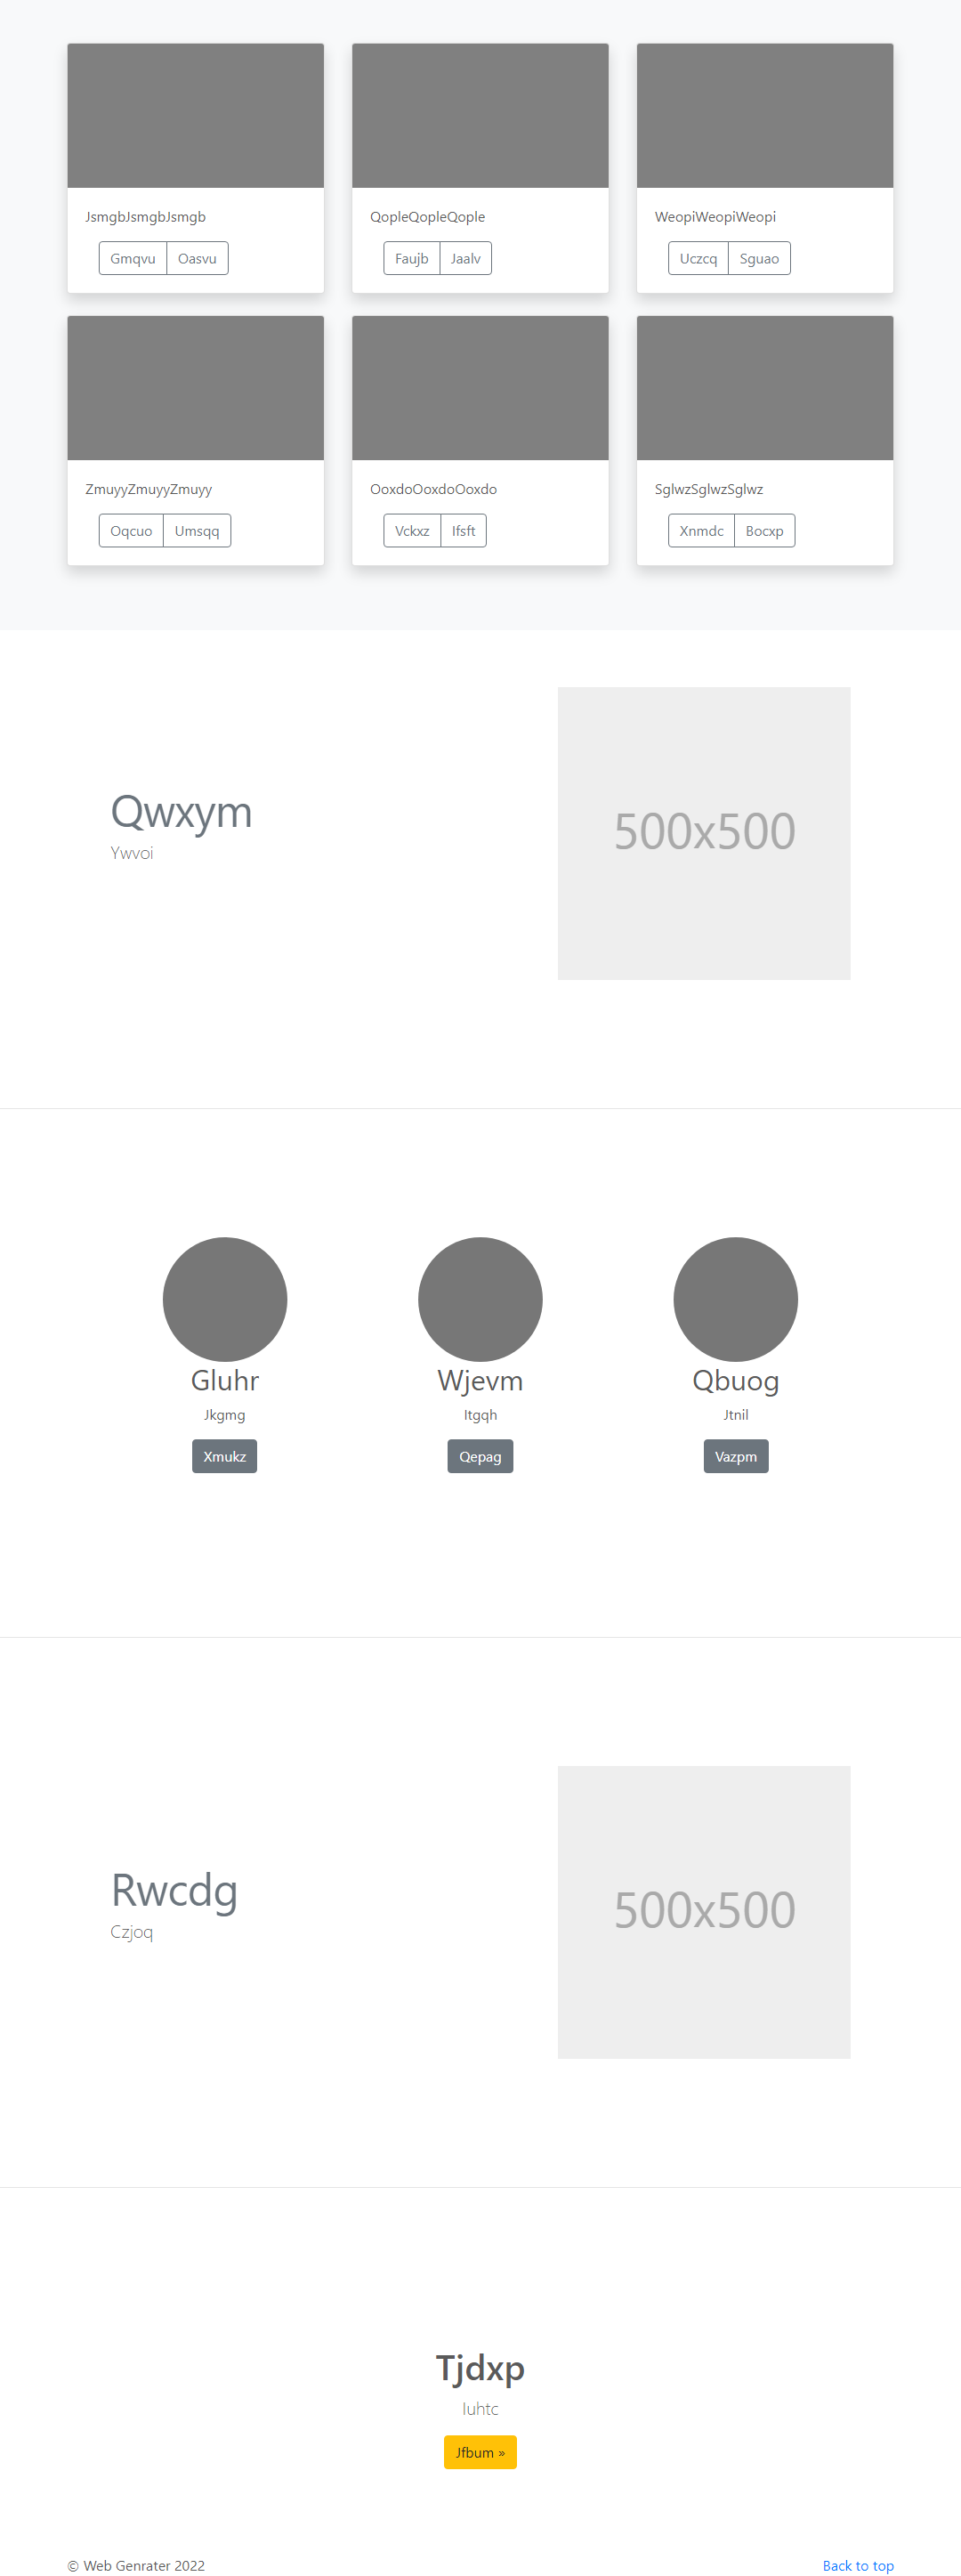 JsmgbJsmgbJsmgb
QopleQopleQople
WeopiWeopiWeopi
Gmqvu Oasvu
Faujb Jaalv
Uczcq Sguao
ZmuyyZmuyyZmuyy
OoxdoOoxdoOoxdo
SglwzSglwzSglwz
Oqcuo Umsqq
Vckxz Ifsft
Xnmdc Bocxp
Qwxym
Ywvoi
500x500
Gluhr
Wjevm
Qbuog
Jkgmg
Itgqh
Jtnil
Xmukz
Qepag
Vazpm
Rwcdg
Czjoq
500x500
Tjdxp
Iuhtc
Jfbum »
© Web Genrater 2022
Back to top